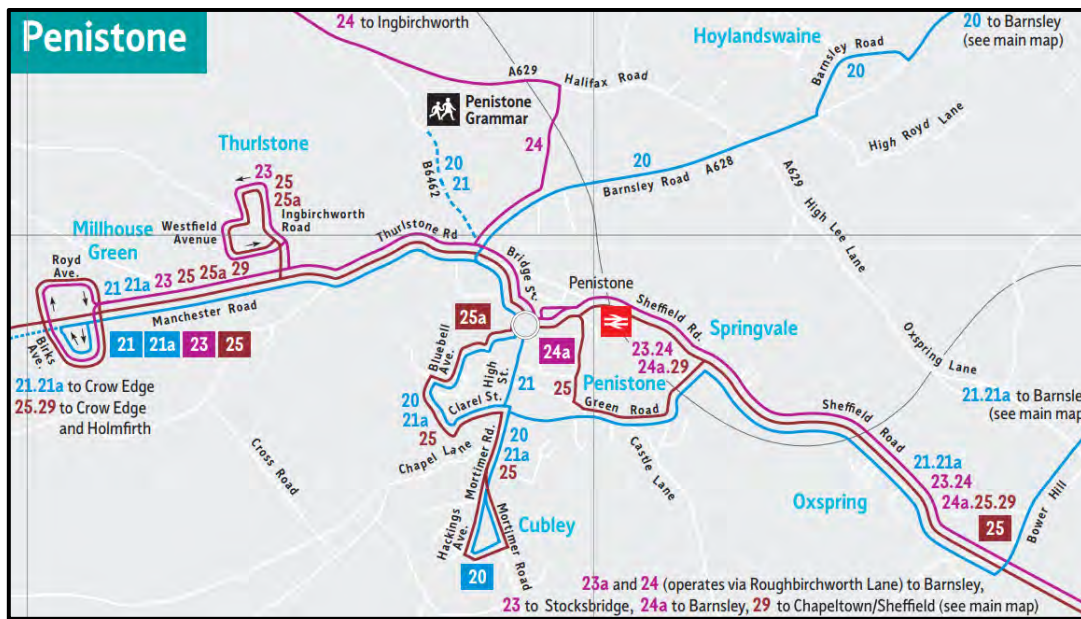 Penistone
24 to Ingbirchworth
Hoylandswaine
20 to Barnsley
(see main map)
Barnsley Road
20
A629
Halifax Road
Penistone
Grammar
High Royd Lane
24
20
21
B6462
20
Barnsley Road A628
A629 High Lee Lane
Thurlstone
23
25
25a
Westfield
Avenue
Ingbirchworth
Road
Thurlstone Rd
Millhouse
Green
Royd
Ave.
21 21a 23 25 25a 29
Manchester Road
Birks
Ave.
21 21a 23 25
21.21a to Crow Edge
25.29 to Crow Edge
and Holmfirth
Bridge St.
Penistone
Sheffield Rd.
Springvale
25a
24a
23.24
24a.29
Bluebell
Ave.
High
St.
21
25
Penistone
Green Road
Clarel St.
20
21a
25
Chapel Lane
Mortimer Rd.
20
21a
25
Castle Lane
Cross Road
Hackings
Ave.
Mortimer Road
Cubley
20
Oxspring Lane
21.21a to Barnsle
(see main map
Sheffield
Road
21.21a
23.24
24a.25.29
25
Oxspring
Bower Hill
23a and 24 (operates via Roughbirchworth Lane) to Barnsley,
23 to Stocksbridge, 24a to Barnsley, 29 to Chapeltown/Sheffield (see main map)